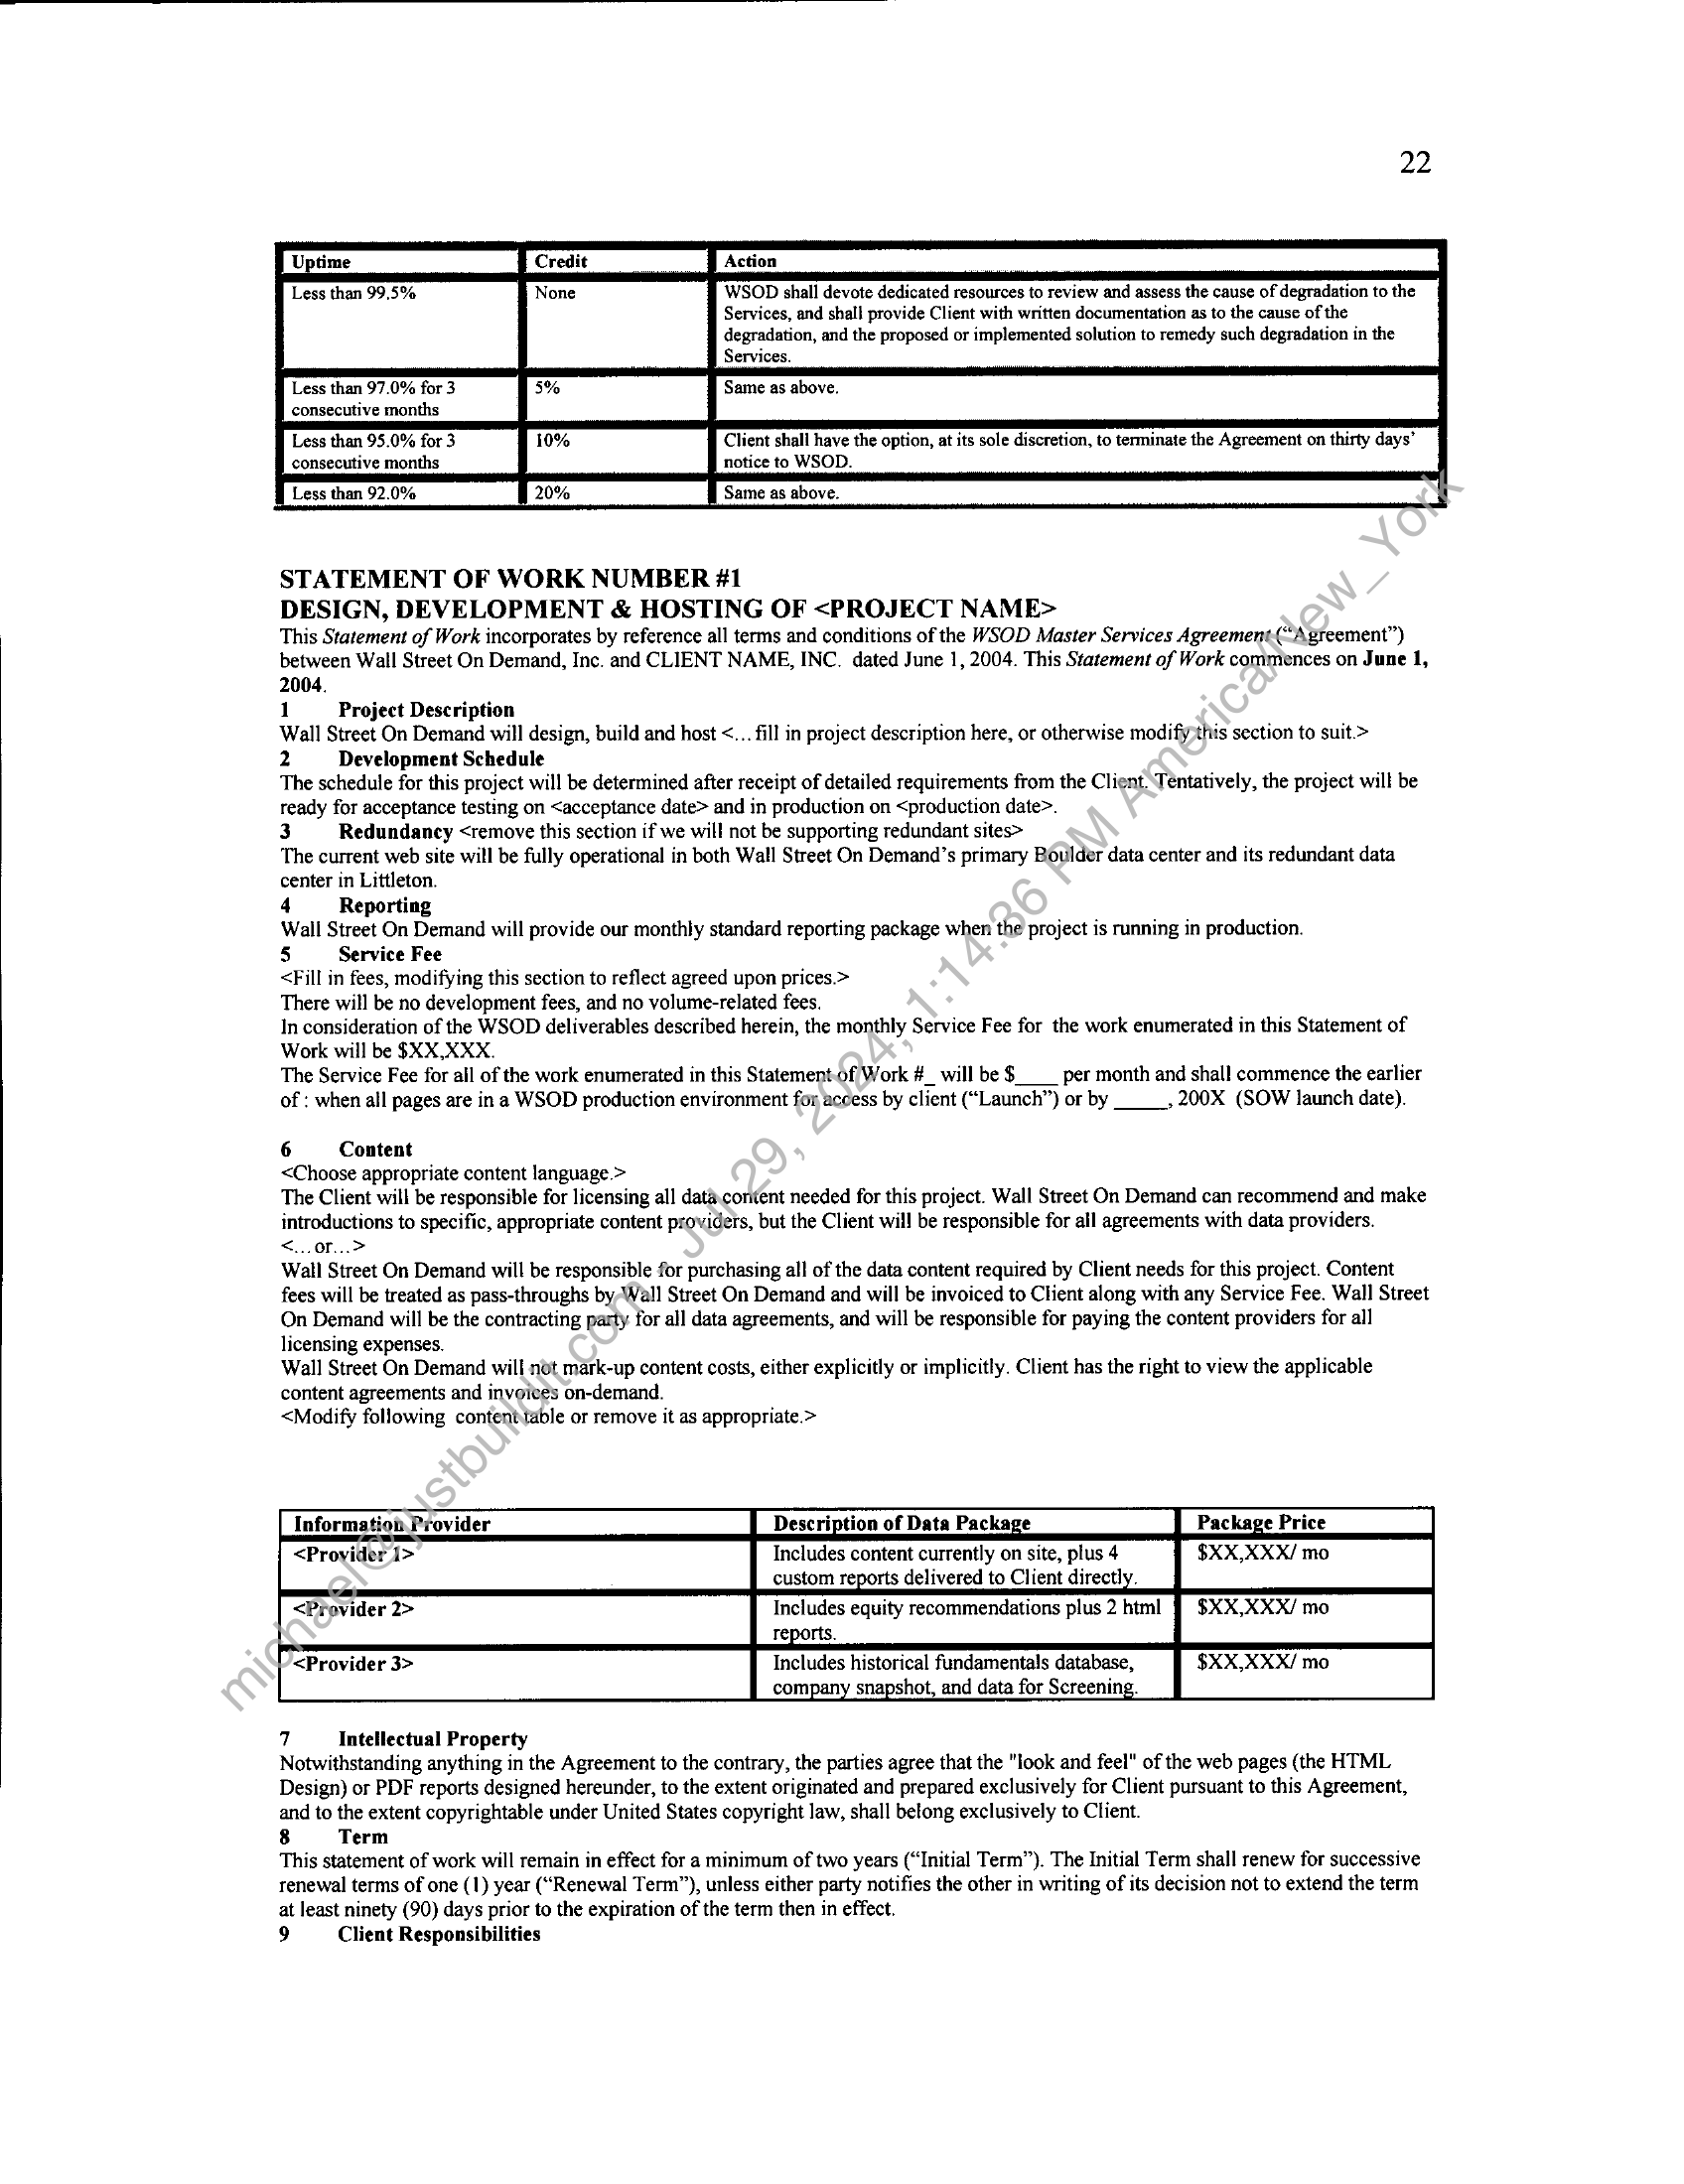 22
Uptime Credit Action
Less than 99.5% None WSOD shall devote dedicated resources to review and assess the cause of degradation to the
Services, and shall provide Client with written documentation as to the cause of the
degradation, and the proposed or implemented solution to remedy such degradation in the
Services.
Less than 97.0% for 3 5% Same as above.
consecutive months
Less than 95.0% for 3 10% Client shall have the option, at its sole discretion, to terminate the Agreement on thirty days'
consecutive months notice to WSOD.
Less than 92.0% 20% Same as above.
STATEMENT OF WORK NUMBER #1
DESIGN, DEVELOPMENT & HOSTING OF <PROJECT NAME>
This Statement of Work incorporates by reference all terms and conditions of the WSOD Master Services Agreement ("Agreement")
between Wall Street On Demand, Inc. and CLIENT NAME, INC. dated June 1, 2004. This Statement of Work commences on June 1,
2004.
1 Project Description
Wall Street On Demand will design, build and host <... fill in project description here, or otherwise modify this section to suit.>
2 Development Schedule
The schedule for this project will be determined after receipt of detailed requirements from the Client. Tentatively, the project will be
ready for acceptance testing on <acceptance date> and in production on <production date>.
3 Redundancy <remove this section if we will not be supporting redundant sites>
The current web site will be fully operational in both Wall Street On Demand's primary Boulder data center and its redundant data
center in Littleton.
4 Reporting
Wall Street On Demand will provide our monthly standard reporting package when the project is running in production.
5 Service Fee
<Fill in fees, modifying this section to reflect agreed upon prices.>
There will be no development fees, and no volume-related fees.
In consideration of the WSOD deliverables described herein, the monthly Service Fee for the work enumerated in this Statement of
Work will be $XX,XXX.
The Service Fee for all of the work enumerated in this Statement of Work #_ will be $____ per month and shall commence the earlier
of : when all pages are in a WSOD production environment for access by client ("Launch") or by _____, 200X (SOW launch date).
6 Content
<Choose appropriate content language.>
The Client will be responsible for licensing all data content needed for this project. Wall Street On Demand can recommend and make
introductions to specific, appropriate content providers, but the Client will be responsible for all agreements with data providers.
<... or...>
Wall Street On Demand will be responsible for purchasing all of the data content required by Client needs for this project. Content
fees will be treated as pass-throughs by Wall Street On Demand and will be invoiced to Client along with any Service Fee. Wall Street
On Demand will be the contracting party for all data agreements, and will be responsible for paying the content providers for all
licensing expenses.
Wall Street On Demand will not mark-up content costs, either explicitly or implicitly. Client has the right to view the applicable
content agreements and invoices on-demand.
<Modify following content table or remove it as appropriate.>
Information Provider Description of Data Package Package Price
<Provider 1> Includes content currently on site, plus 4 $XX,XXX/ mo
custom reports delivered to Client directly.
<Provider 2> Includes equity recommendations plus 2 html $XX,XXX/ mo
reports.
<Provider 3> Includes historical fundamentals database, $XX,XXX/ mo
company snapshot, and data for Screening.
7 Intellectual Property
Notwithstanding anything in the Agreement to the contrary, the parties agree that the "look and feel" of the web pages (the HTML
Design) or PDF reports designed hereunder, to the extent originated and prepared exclusively for Client pursuant to this Agreement,
and to the extent copyrightable under United States copyright law, shall belong exclusively to Client.
8 Term
This statement of work will remain in effect for a minimum of two years ("Initial Term"). The Initial Term shall renew for successive
renewal terms of one (1) year ("Renewal Term"), unless either party notifies the other in writing of its decision not to extend the term
at least ninety (90) days prior to the expiration of the term then in effect.
9 Client Responsibilities
michael@justbuildit.com - Jul 29, 2024, 1:14:36 PM America/New_York